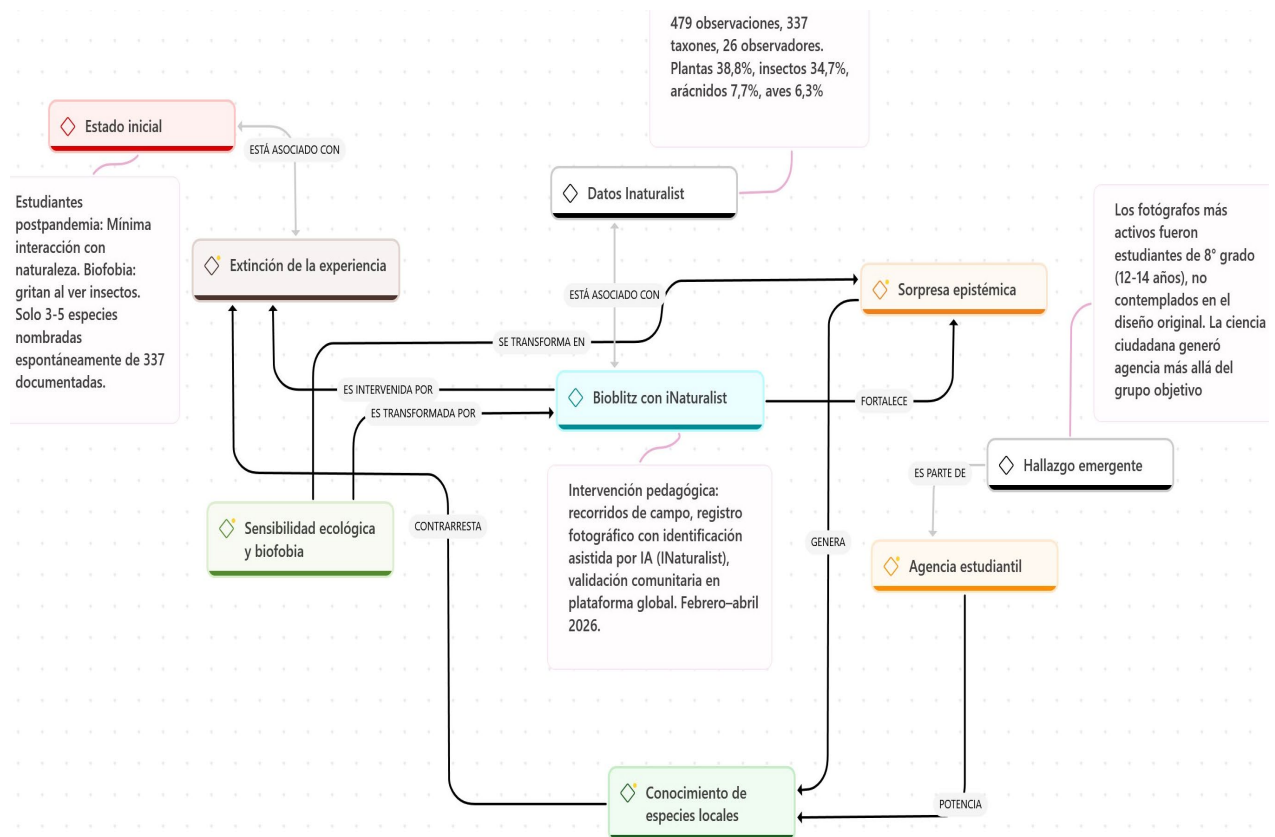 479 observaciones, 337
taxones, 26 observadores.
Plantas 38,8%, insectos 34,7%,
arácnidos 7,7%, aves 6,3%
Estado inicial
ESTÁ ASOCIADO CON
Estudiantes
postpandemia: Mínima
interacción con
naturaleza. Biofobia:
gritan al ver insectos.
Solo 3-5 especies
nombradas
espontáneamente de 337
documentadas.
Datos Inaturalist
Los fotógrafos más
activos fueron
estudiantes de 8° grado
(12-14 años), no
contemplados en el
diseño original. La ciencia
ciudadana generó
agencia más allá del
grupo objetivo
Extinción de la experiencia
ESTÁ ASOCIADO CON
Sorpresa epistémica
SE TRANSFORMA EN
ES INTERVENIDA POR
Bioblitz con iNaturalist
FORTALECE
ES TRANSFORMADA POR
Hallazgo emergente
ES PARTE DE
Intervención pedagógica:
recorridos de campo, registro
fotográfico con identificación
asistida por IA (INaturalist),
validación comunitaria en
plataforma global. Febrero–abril
2026.
Sensibilidad ecológica
y biofobia
CONTRARRESTA
GENERA
Agencia estudiantil
Conocimiento de
especies locales
POTENCIA